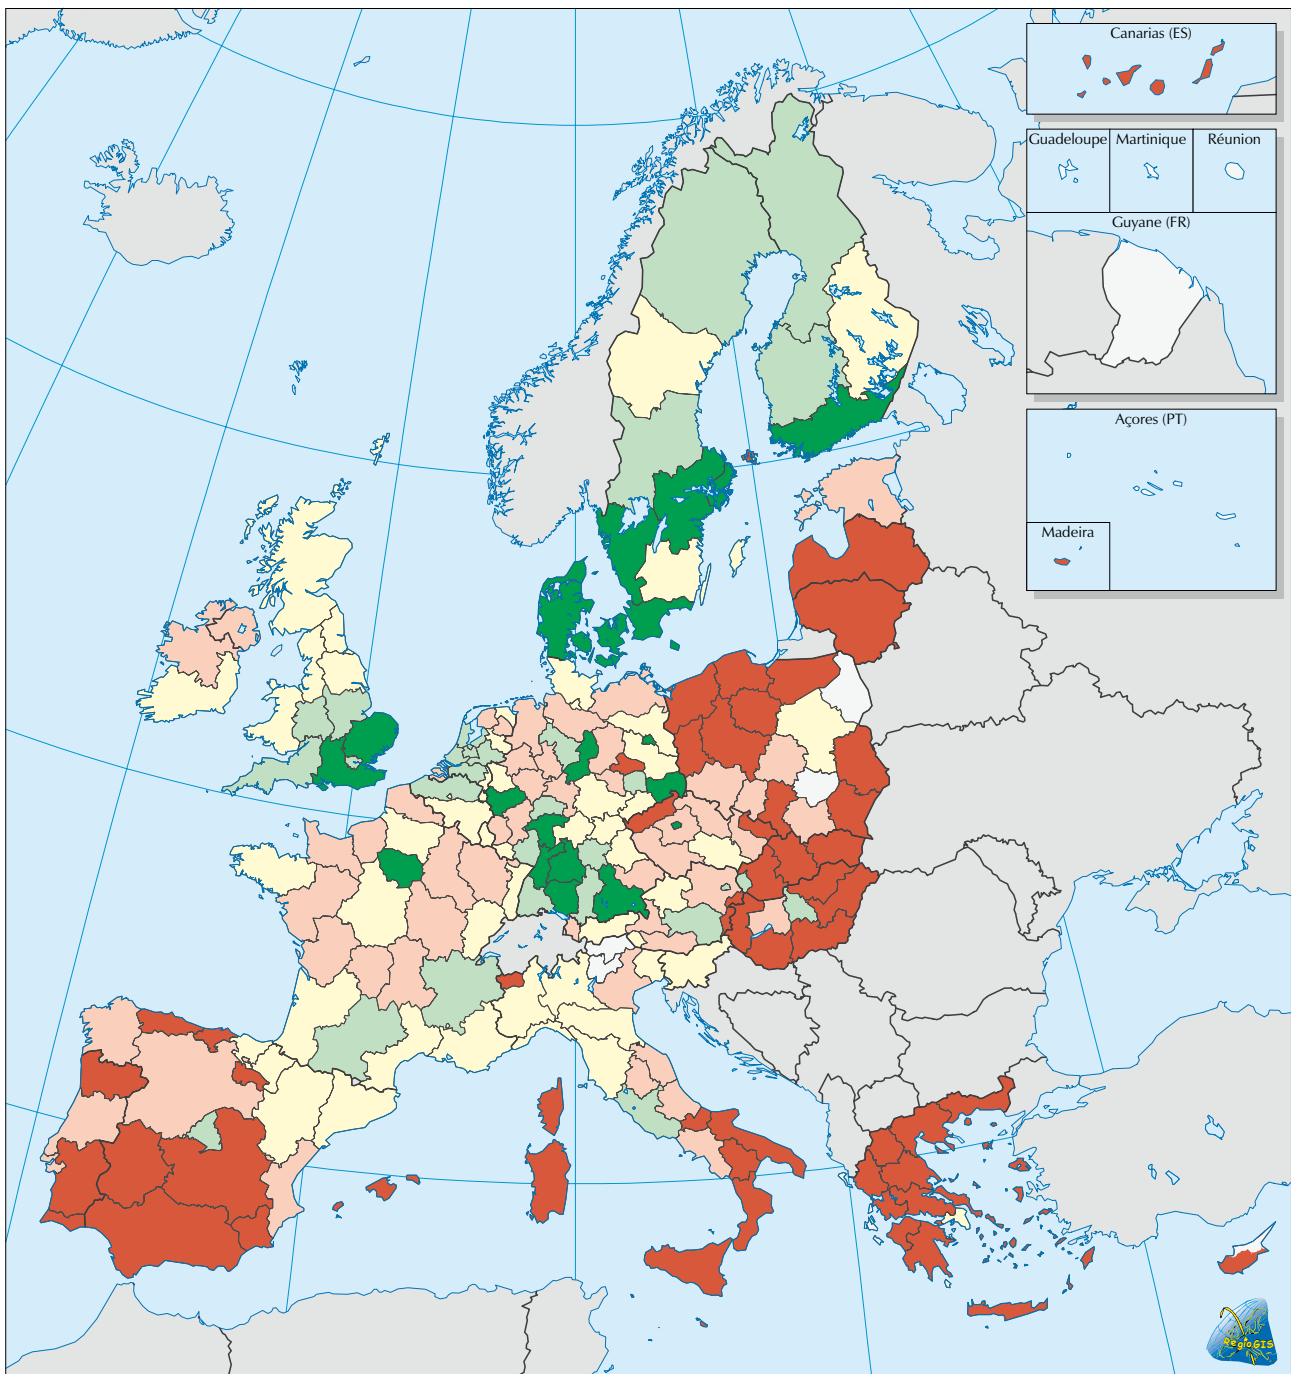 Canarias (ES)
Guadeloupe
Martinique
Réunion
Guyane (FR)
Açores (PT)
Madeira
RegioGIS